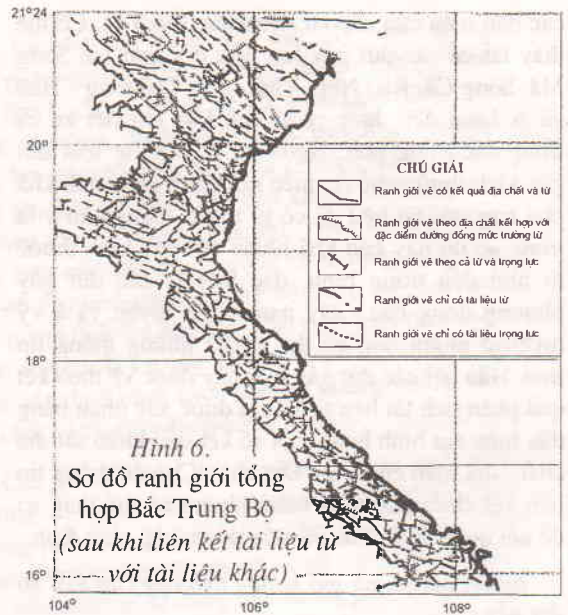 21°24
20°
18°
16°
104°
106°
108°
CHÚ GIẢI
Ranh giới vẽ có kết quả địa chất và từ
Ranh giới vẽ theo địa chất kết hợp với
đặc điểm đường đồng mức trường từ
Ranh giới vẽ theo cả từ và trọng lực
Ranh giới vẽ chỉ có tài liệu từ
Ranh giới vẽ chỉ có tài liệu trọng lực
Hình 6.
Sơ đồ ranh giới tổng
hợp Bắc Trung Bộ
(sau khi liên kết tài liệu từ
với tài liệu khác)